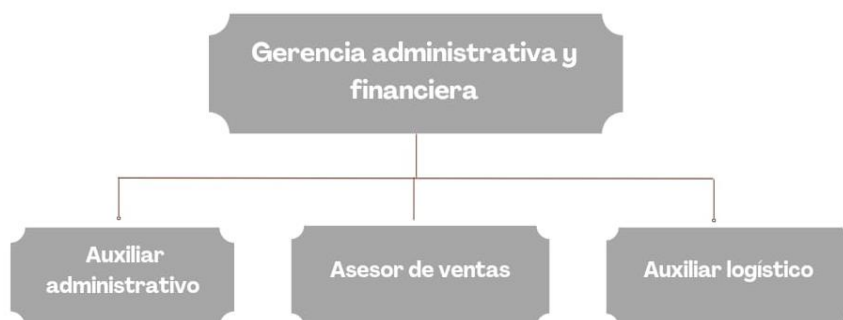 Gerencia administrativa y
financiera
Auxiliar
administrativo
Asesor de ventas
Auxiliar logístico